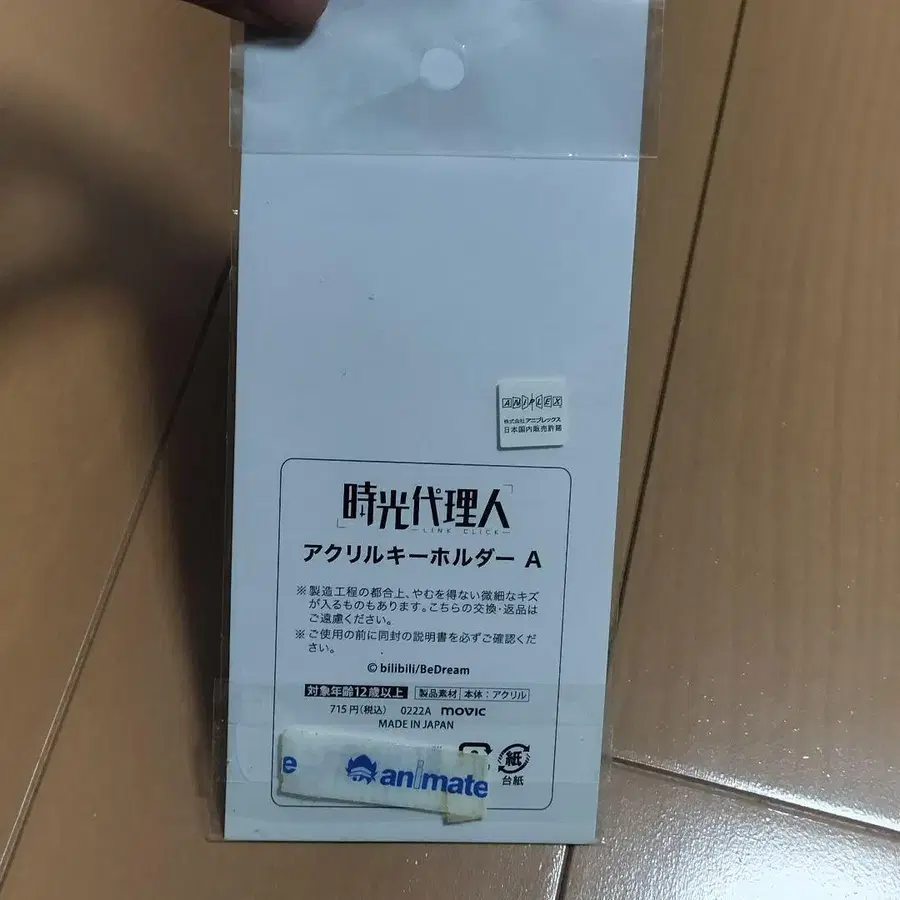 ANIPLEX
株式会社アニプレックス
日本国内販売許諾
時光代理人
LINK CLICK
アクリルキーホルダー A
※製造工程の都合上、やむを得ない微細なキズ
が入るものもあります。こちらの交換・返品は
ご遠慮ください。
※ご使用の前に同封の説明書を必ずご確認くだ
さい。
© bilibili/BeDream
対象年齢12歳以上 製品素材 本体：アクリル
715円(税込) 0222A movic
MADE IN JAPAN
e animate
紙
台紙